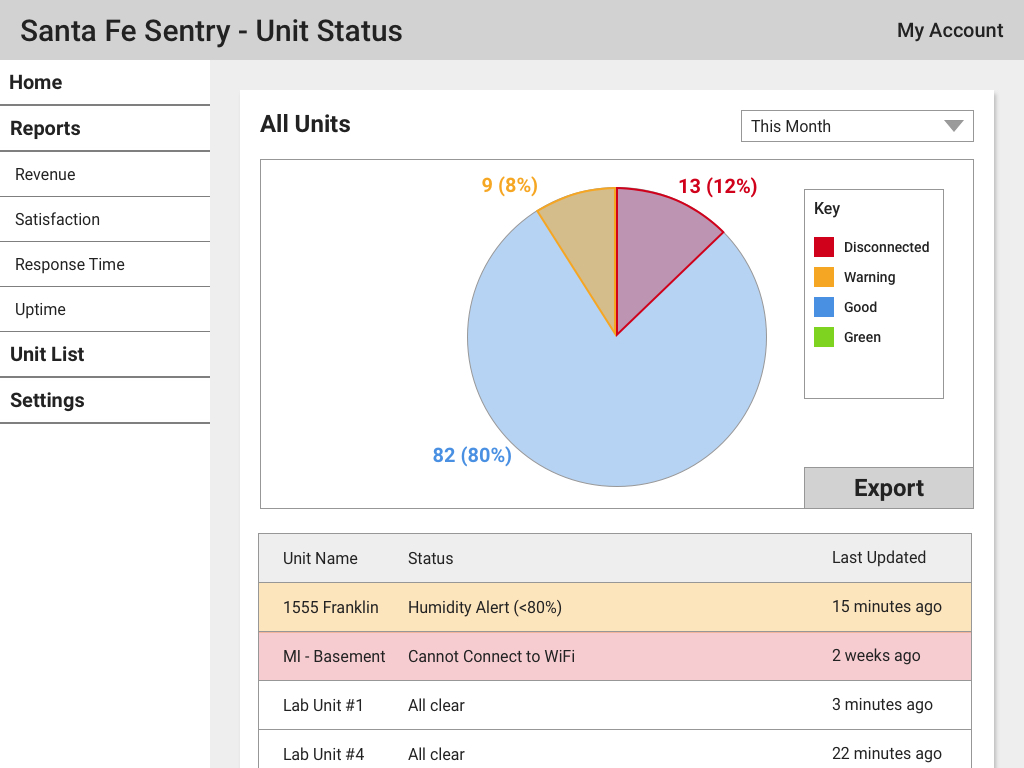 Santa Fe Sentry - Unit Status
My Account
Home
Reports
Revenue
Satisfaction
Response Time
Uptime
Unit List
Settings
All Units
This Month
9 (8%)
13 (12%)
82 (80%)
Key
Disconnected
Warning
Good
Green
Export
Unit Name Status Last Updated
1555 Franklin Humidity Alert (<80%) 15 minutes ago
MI - Basement Cannot Connect to WiFi 2 weeks ago
Lab Unit #1 All clear 3 minutes ago
Lab Unit #4 All clear 22 minutes ago